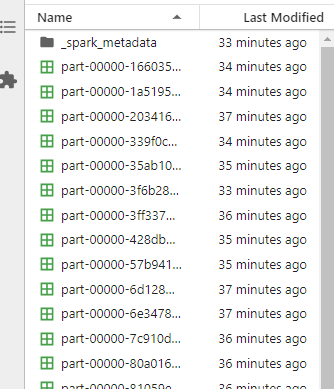 Name Last Modified
_spark_metadata 33 minutes ago
part-00000-166035... 34 minutes ago
part-00000-1a5195... 34 minutes ago
part-00000-203416... 37 minutes ago
part-00000-339f0c... 34 minutes ago
part-00000-35ab10... 35 minutes ago
part-00000-3f6b28... 33 minutes ago
part-00000-3ff337... 36 minutes ago
part-00000-428db... 35 minutes ago
part-00000-57b941... 35 minutes ago
part-00000-6d128... 37 minutes ago
part-00000-6e3478... 37 minutes ago
part-00000-7c910d... 36 minutes ago
part-00000-80a016... 36 minutes ago
part-00000-81059e... 36 minutes ago